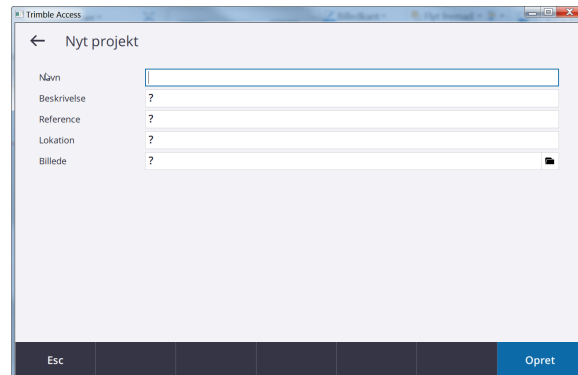 Trimble Access
Nyt projekt
Navn
Beskrivelse ?
Reference ?
Lokation ?
Billede ?
Esc Opret